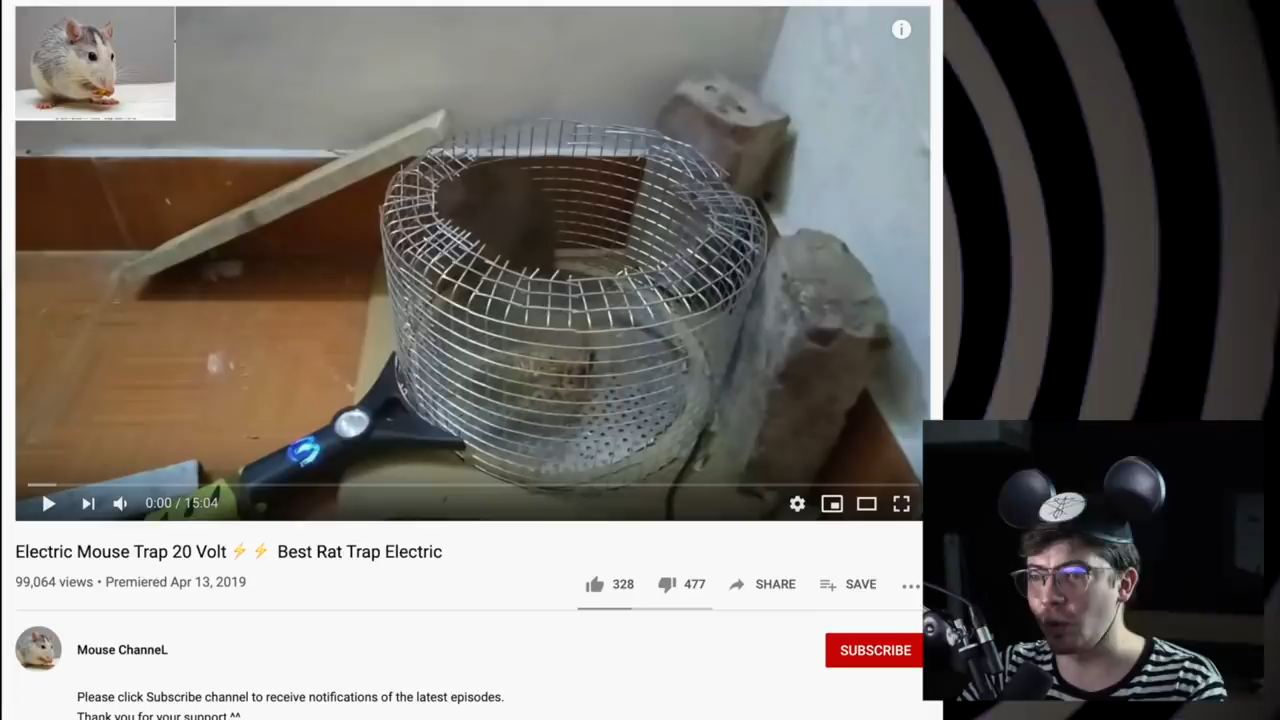 0:00 / 15:04
Electric Mouse Trap 20 Volt ⚡⚡ Best Rat Trap Electric
99,064 views • Premiered Apr 13, 2019
328
477
SHARE
SAVE
Mouse ChanneL
SUBSCRIBE
Please click Subscribe channel to receive notifications of the latest episodes.
Thank you for your support ^^